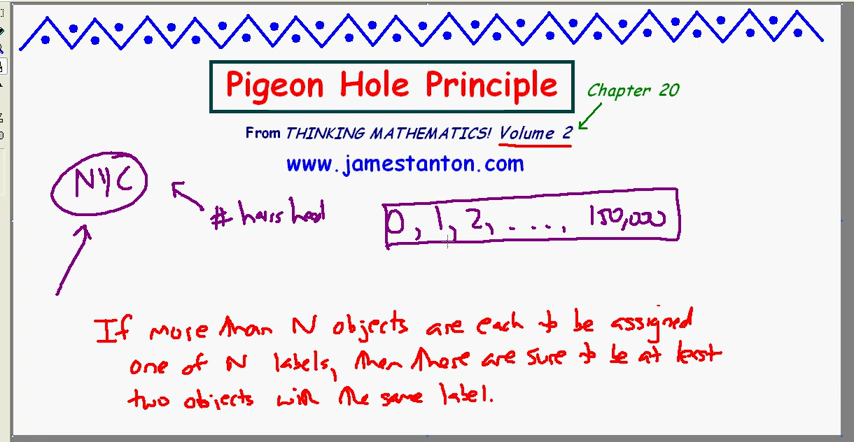 Pigeon Hole Principle
Chapter 20
From THINKING MATHEMATICS! Volume 2
www.jamestanton.com
NYC
# hairs head
0, 1, 2, ...., 150,000
If more than N objects are each to be assigned
one of N labels, then there are sure to be at least
two objects with the same label.